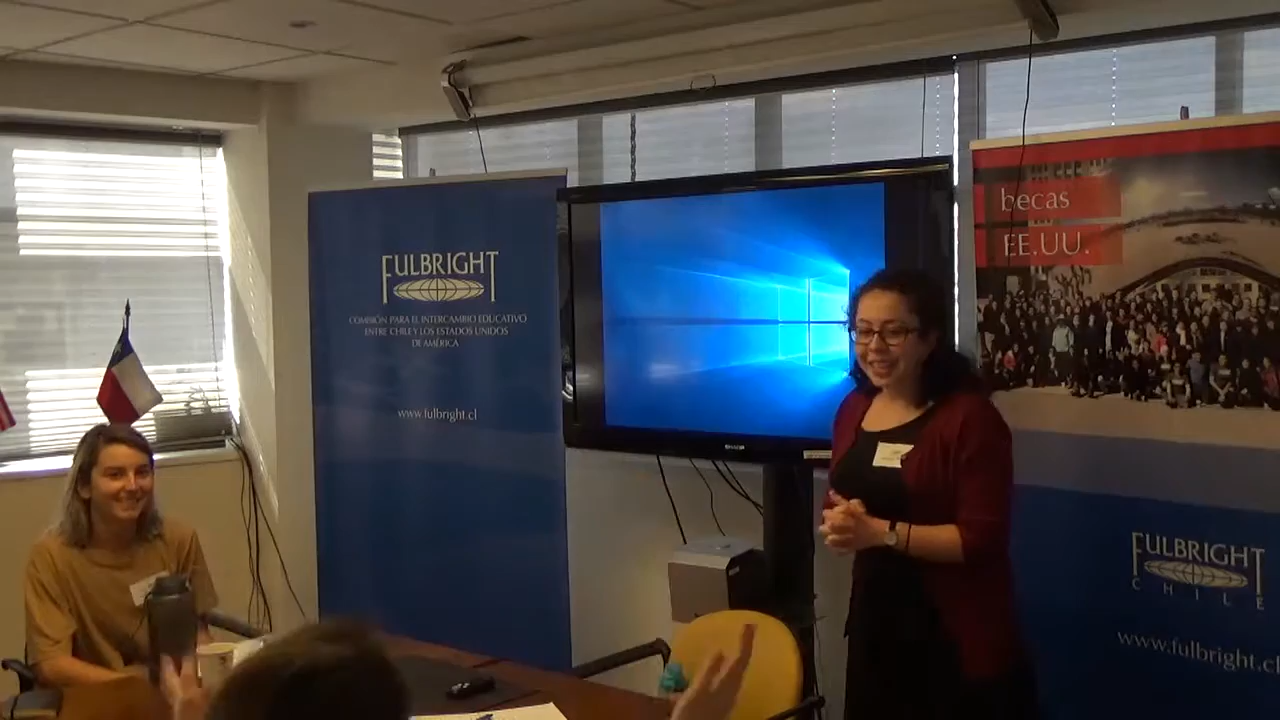 FULBRIGHT
COMISIÓN PARA EL INTERCAMBIO EDUCATIVO
ENTRE CHILE Y LOS ESTADOS UNIDOS
DE AMÉRICA
www.fulbright.cl
SHARP
becas
EE.UU.
FULBRIGHT
CHILE
www.fulbright.cl